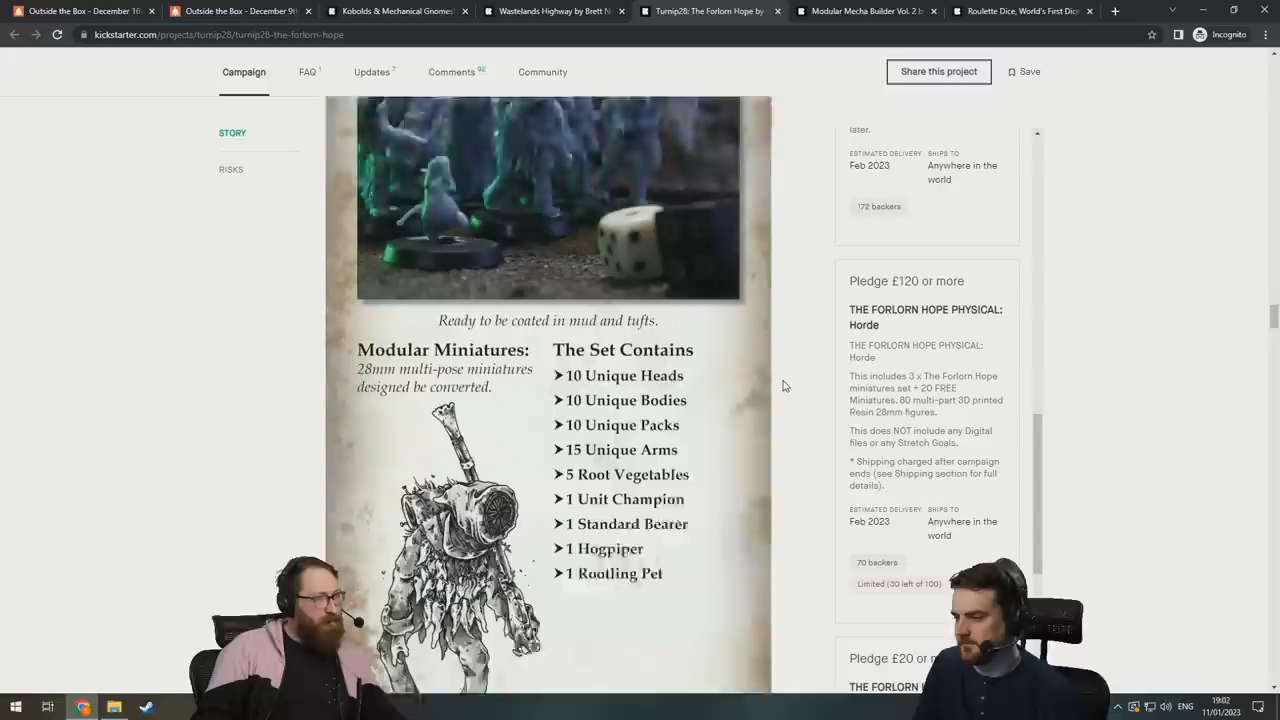 Outside the Box - December 16
Outside the Box - December 9th
Kobolds & Mechanical Gnomes
Wastelands Highway by Brett N
Turnip28: The Forlorn Hope by
Modular Mecha Builder Vol. 2 b
Roulette Dice, World's First Dice
kickstarter.com/projects/turnip28/turnip28-the-forlorn-hope
Incognito
Campaign
FAQ 1
Updates 7
Comments 92
Community
Share this project
Save
STORY
RISKS
Ready to be coated in mud and tufts.
Modular Miniatures:
28mm multi-pose miniatures
designed be converted.
The Set Contains
➤10 Unique Heads
➤10 Unique Bodies
➤10 Unique Packs
➤15 Unique Arms
➤5 Root Vegetables
➤1 Unit Champion
➤1 Standard Bearer
➤1 Hogpiper
➤1 Rootling Pet
later.
ESTIMATED DELIVERY
Feb 2023
SHIPS TO
Anywhere in the
world
172 backers
Pledge £120 or more
THE FORLORN HOPE PHYSICAL:
Horde
THE FORLORN HOPE PHYSICAL:
Horde
This includes 3 x The Forlorn Hope
miniatures set + 20 FREE
Miniatures. 80 multi-part 3D printed
Resin 28mm figures.
This does NOT include any Digital
files or any Stretch Goals.
* Shipping charged after campaign
ends (see Shipping section for full
details).
ESTIMATED DELIVERY
Feb 2023
SHIPS TO
Anywhere in the
world
70 backers
Limited (30 left of 100)
Pledge £20 or
THE FORLORN
ENG
19:02
11/01/2023